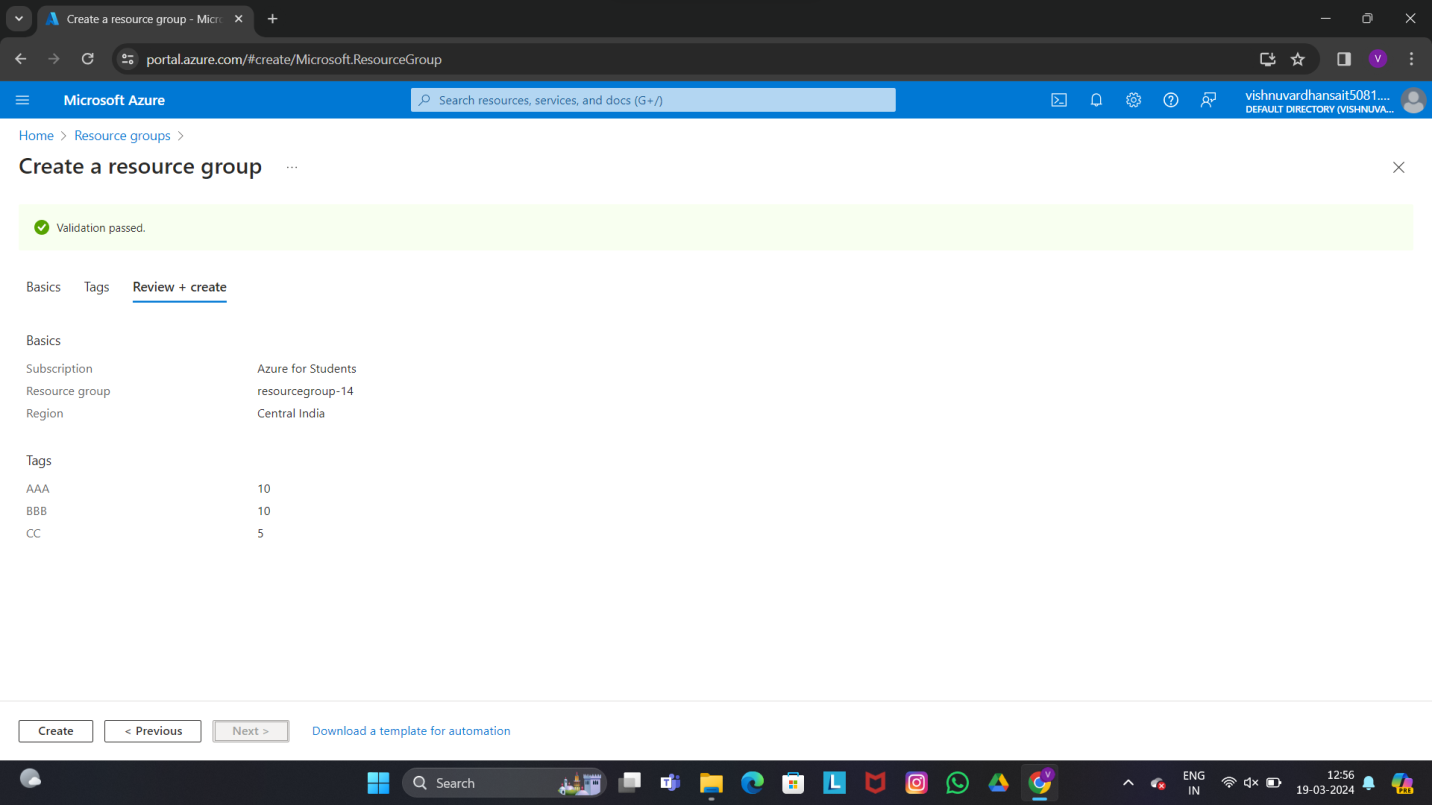 Create a resource group - Micro
portal.azure.com/#create/Microsoft.ResourceGroup
V
Microsoft Azure
Search resources, services, and docs (G+/)
vishnuvardhansait5081....
DEFAULT DIRECTORY (VISHNUVA...
Home > Resource groups >
Create a resource group ...
Validation passed.
Basics Tags Review + create
Basics
Subscription Azure for Students
Resource group resourcegroup-14
Region Central India
Tags
AAA 10
BBB 10
CC 5
Create < Previous Next > Download a template for automation
Search
L
V
ENG
IN
12:56
19-03-2024
PRE